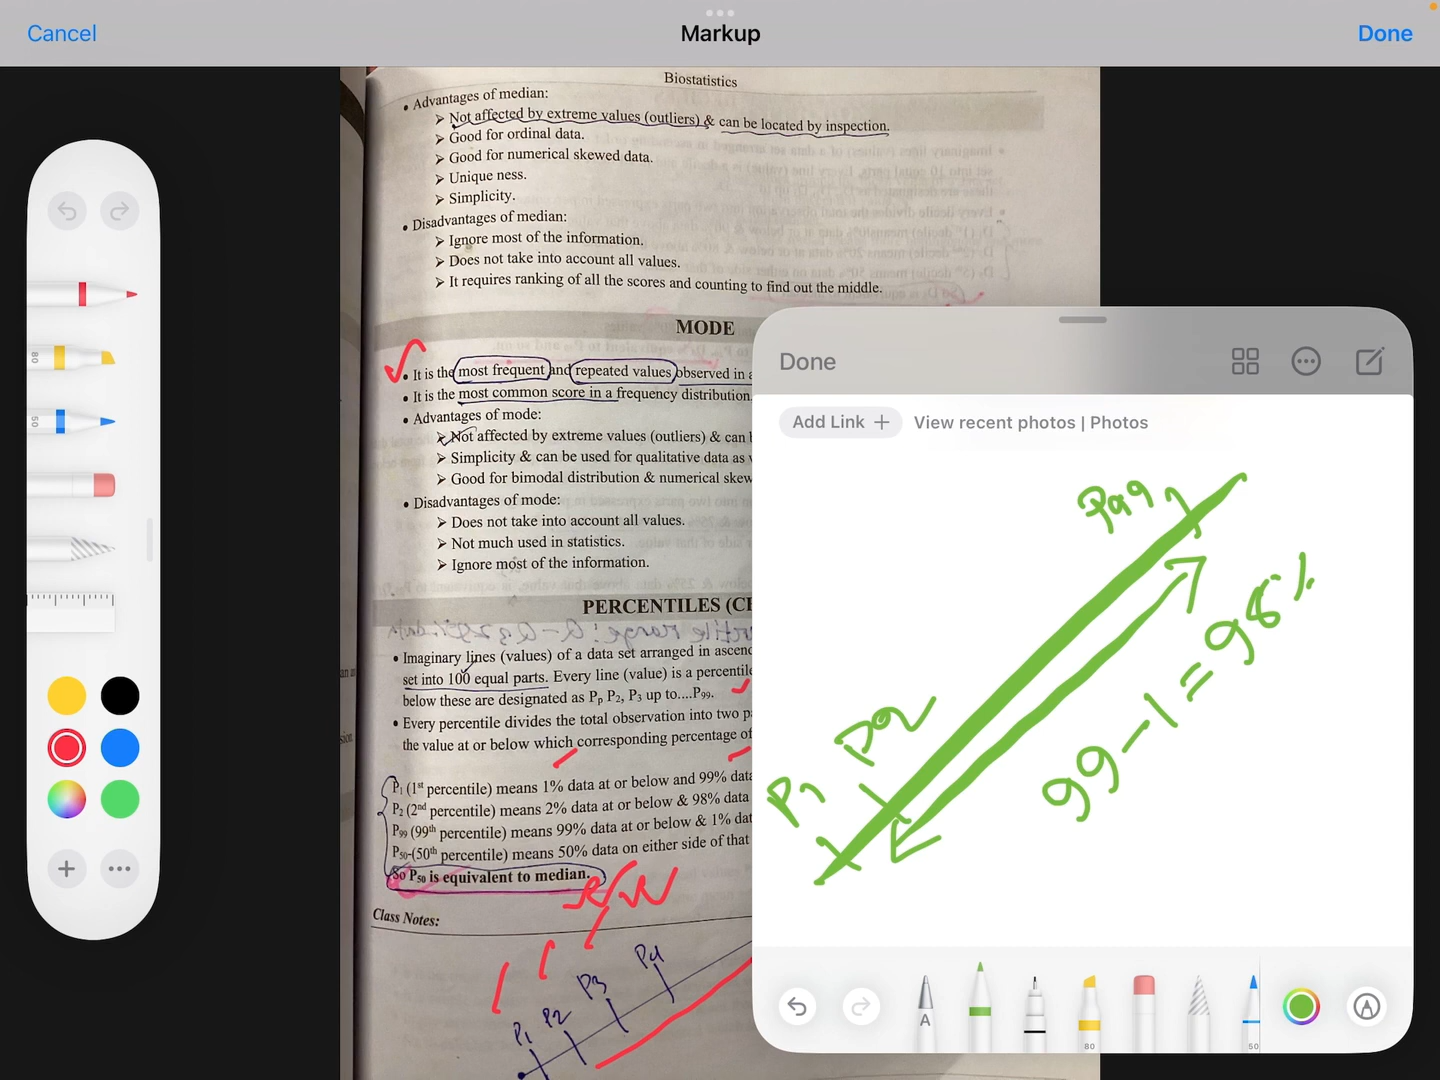 Cancel
Markup
Done
Biostatistics
• Advantages of median:
➢ Not affected by extreme values (outliers) & can be located by inspection.
➢ Good for ordinal data.
➢ Good for numerical skewed data.
➢ Unique ness.
➢ Simplicity.
• Disadvantages of median:
➢ Ignore most of the information.
➢ Does not take into account all values.
➢ It requires ranking of all the scores and counting to find out the middle.
MODE
• It is the most frequent and repeated values observed in a
• It is the most common score in a frequency distribution.
• Advantages of mode:
➢ Not affected by extreme values (outliers) & can
➢ Simplicity & can be used for qualitative data as
➢ Good for bimodal distribution & numerical skew
• Disadvantages of mode:
➢ Does not take into account all values.
➢ Not much used in statistics.
➢ Ignore most of the information.
PERCENTILES (CE
• Imaginary lines (values) of a data set arranged in ascend
set into 100 equal parts. Every line (value) is a percentile
below these are designated as Pp P2, P3 up to....P99.
• Every percentile divides the total observation into two p
the value at or below which corresponding percentage of
P1 (1st percentile) means 1% data at or below and 99% data
P2 (2nd percentile) means 2% data at or below & 98% data
P99 (99th percentile) means 99% data at or below & 1% dat
P50-(50th percentile) means 50% data on either side of that
So P50 is equivalent to median.
Class Notes:
P1 P2 P3 P4
Done
Add Link +
View recent photos | Photos
P99
P1
99-1=98%
A
80
50
80
50